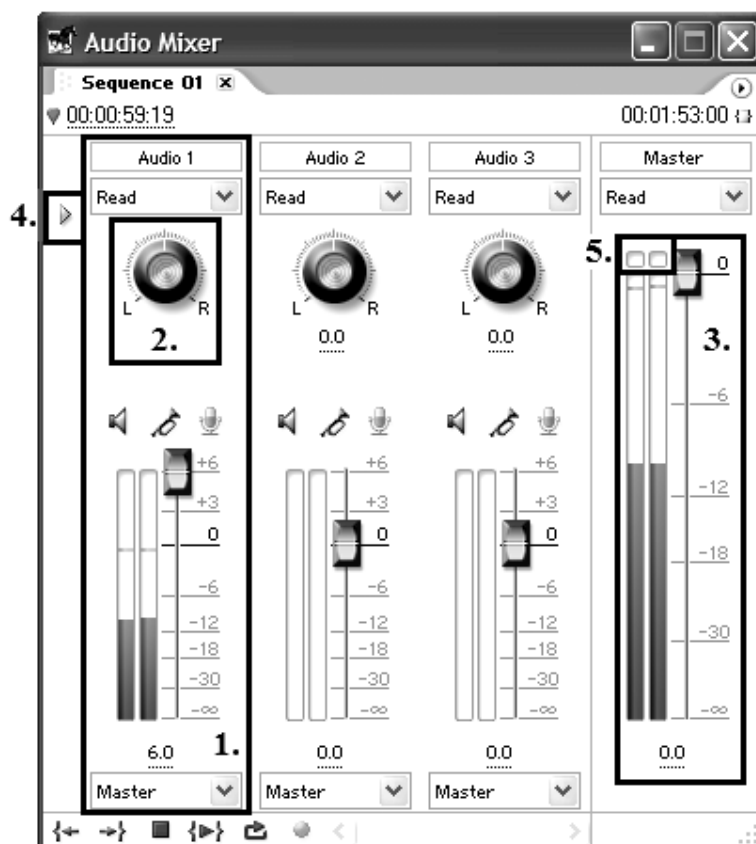 Audio Mixer
Sequence 01
00:00:59:19 00:01:53:00
Audio 1 Audio 2 Audio 3 Master
4. Read Read Read Read
5. 0
L R L R L R
2. 0.0 0.0 3.
-6
+6 +6 +6
+3 +3 +3 -12
0 0 0
-18
-6 -6 -6
-12 -12 -12 -30
-18 -18 -18
-30 -30 -30
-∞ -∞ -∞ -∞
6.0 1. 0.0 0.0 0.0
Master Master Master